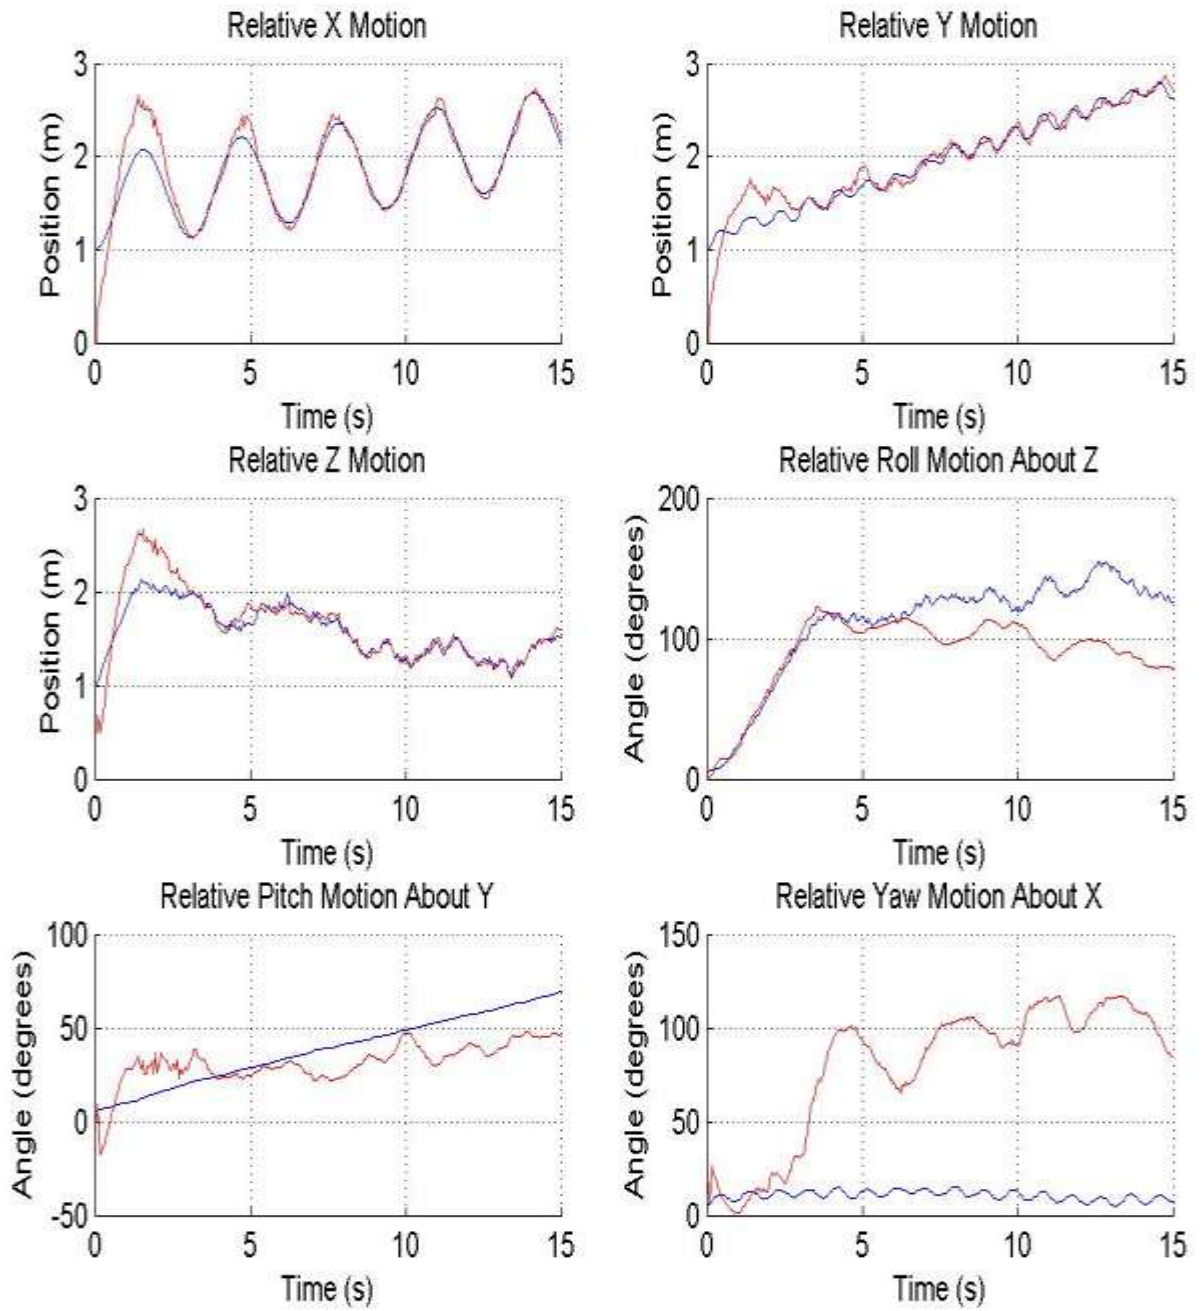 Relative X Motion
3
2
1
0
Position (m)
0 5 10 15
Time (s)
Relative Y Motion
3
2
1
0
Position (m)
0 5 10 15
Time (s)
Relative Z Motion
3
2
1
0
Position (m)
0 5 10 15
Time (s)
Relative Roll Motion About Z
200
100
0
Angle (degrees)
0 5 10 15
Time (s)
Relative Pitch Motion About Y
100
50
0
-50
Angle (degrees)
0 5 10 15
Time (s)
Relative Yaw Motion About X
150
100
50
0
Angle (degrees)
0 5 10 15
Time (s)